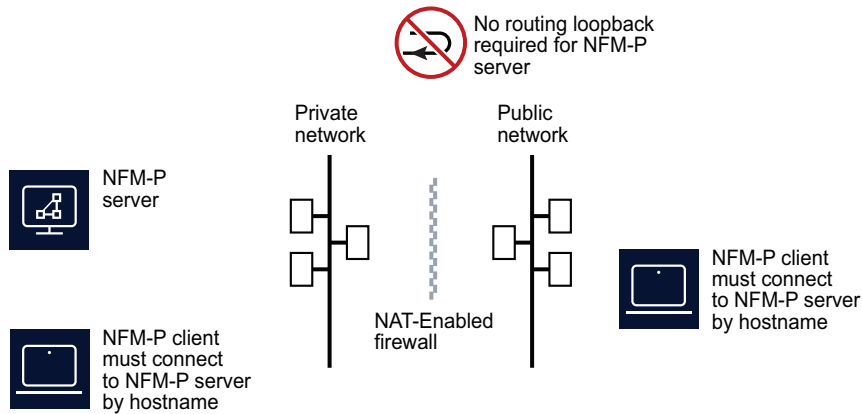 No routing loopback
required for NFM-P
server
Private
network
Public
network
NFM-P
server
NFM-P client
must connect
to NFM-P server
by hostname
NAT-Enabled
firewall
NFM-P client
must connect
to NFM-P server
by hostname